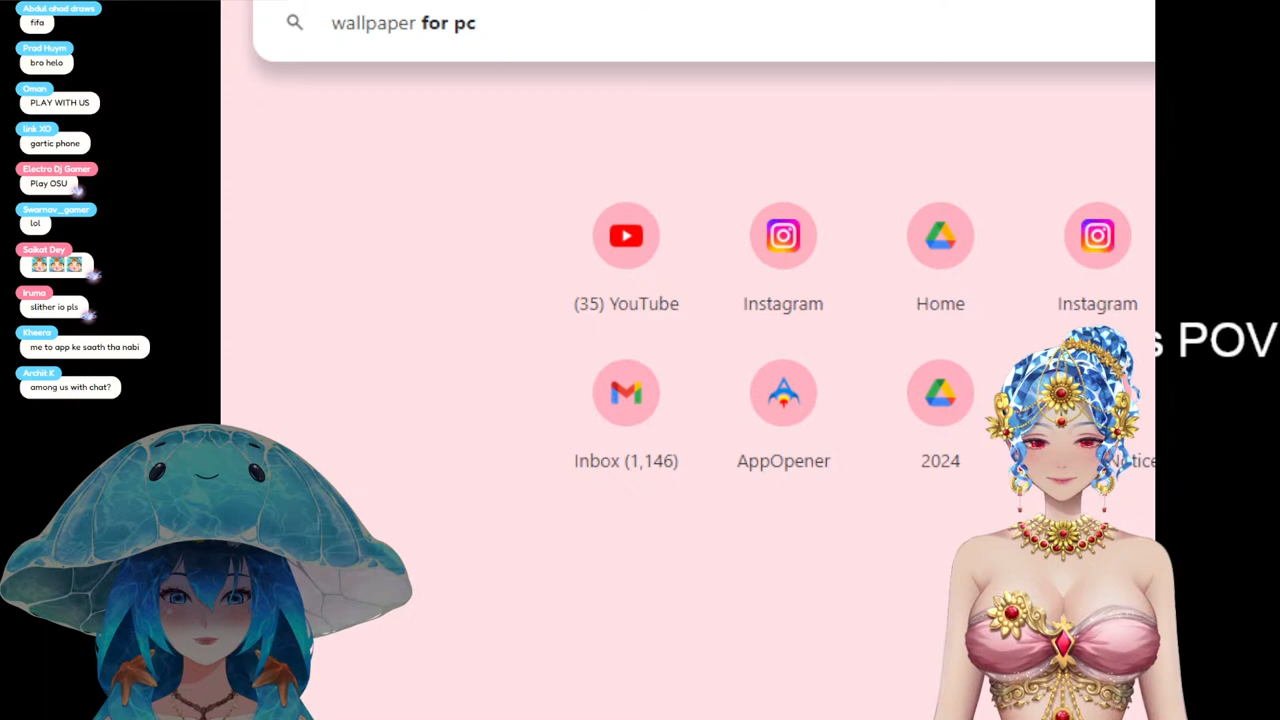 Abdul ahad draws
fifa
Prad Huym
bro helo
Oman
PLAY WITH US
link XO
gartic phone
Electro Dj Gamer
Play OSU
Swarnav_gamer
lol
Saikat Dey
Iruma
slither io pls
Kheera
me to app ke saath tha nabi
Archit K
among us with chat?
wallpaper for pc
(35) YouTube
Instagram
Home
Instagram
Inbox (1,146)
AppOpener
2024
s POV